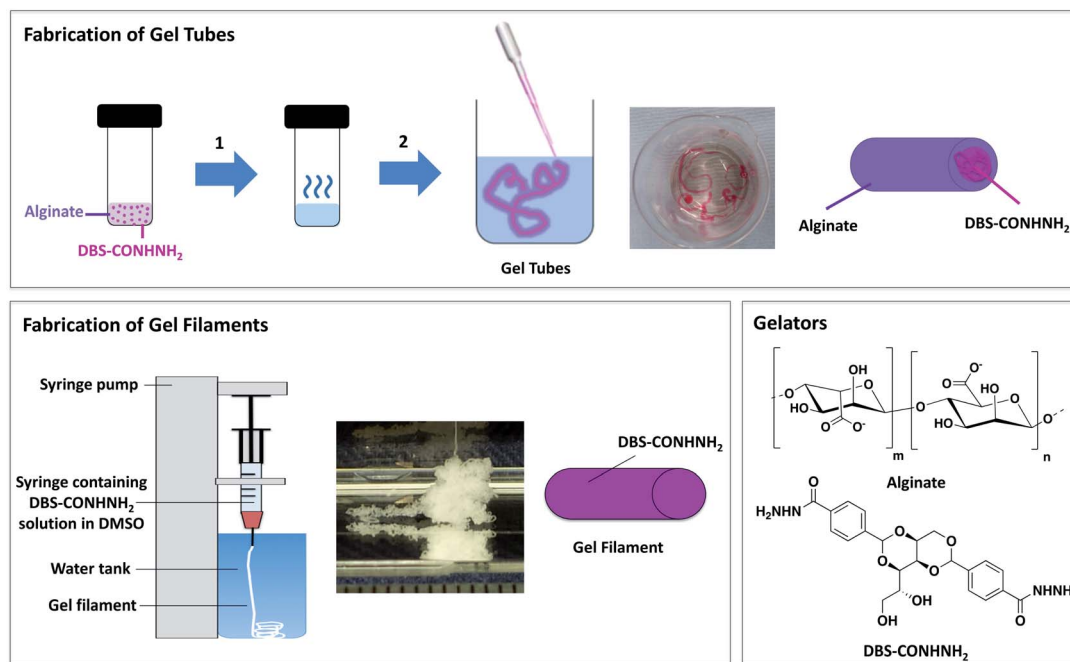 Fabrication of Gel Tubes
1
2
Alginate
DBS-CONHNH₂
Gel Tubes
Alginate
DBS-CONHNH₂
Fabrication of Gel Filaments
Syringe pump
Syringe containing
DBS-CONHNH₂
solution in DMSO
Water tank
Gel filament
DBS-CONHNH₂
Gel Filament
Gelators
O
OH
O
HO
O
O⁻
m
O
O
O⁻
HO
HO
O
O
n
Alginate
O
H₂NHN
O
O
O
O
OH
OH
NHNH₂
O
DBS-CONHNH₂